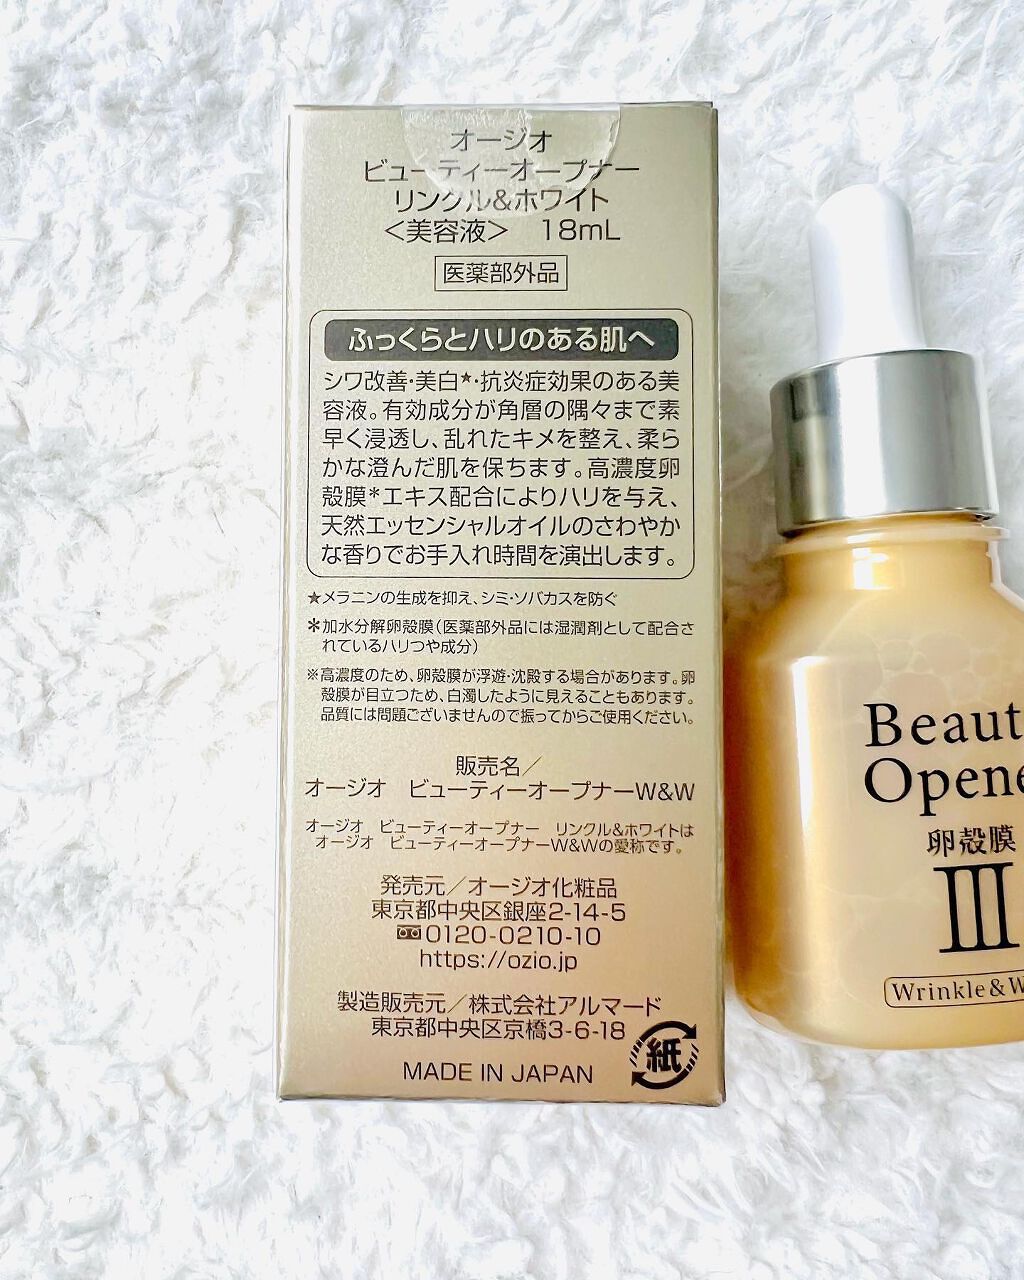 オージオ
ビューティーオープナー
リンクル&ホワイト
＜美容液＞　18mL
医薬部外品
ふっくらとハリのある肌へ
シワ改善・美白★・抗炎症効果のある美
容液。有効成分が角層の隅々まで素
早く浸透し、乱れたキメを整え、柔ら
かな澄んだ肌を保ちます。高濃度卵
殻膜＊エキス配合によりハリを与え、
天然エッセンシャルオイルのさわやか
な香りでお手入れ時間を演出します。
★メラニンの生成を抑え、シミ・ソバカスを防ぐ
＊加水分解卵殻膜（医薬部外品には湿潤剤として配合さ
れているハリつや成分）
※高濃度のため、卵殻膜が浮遊・沈殿する場合があります。卵
殻膜が目立つため、白濁したように見えることもあります。
品質には問題ございませんので振ってからご使用ください。
販売名／
オージオ　ビューティーオープナーW&W
オージオ　ビューティーオープナー　リンクル&ホワイトは
オージオ　ビューティーオープナーW&Wの愛称です。
発売元／オージオ化粧品
東京都中央区銀座2-14-5
0120-0210-10
https://ozio.jp
製造販売元／株式会社アルマード
東京都中央区京橋3-6-18
紙
MADE IN JAPAN
Beaut
Opene
卵殻膜
III
Wrinkle & W